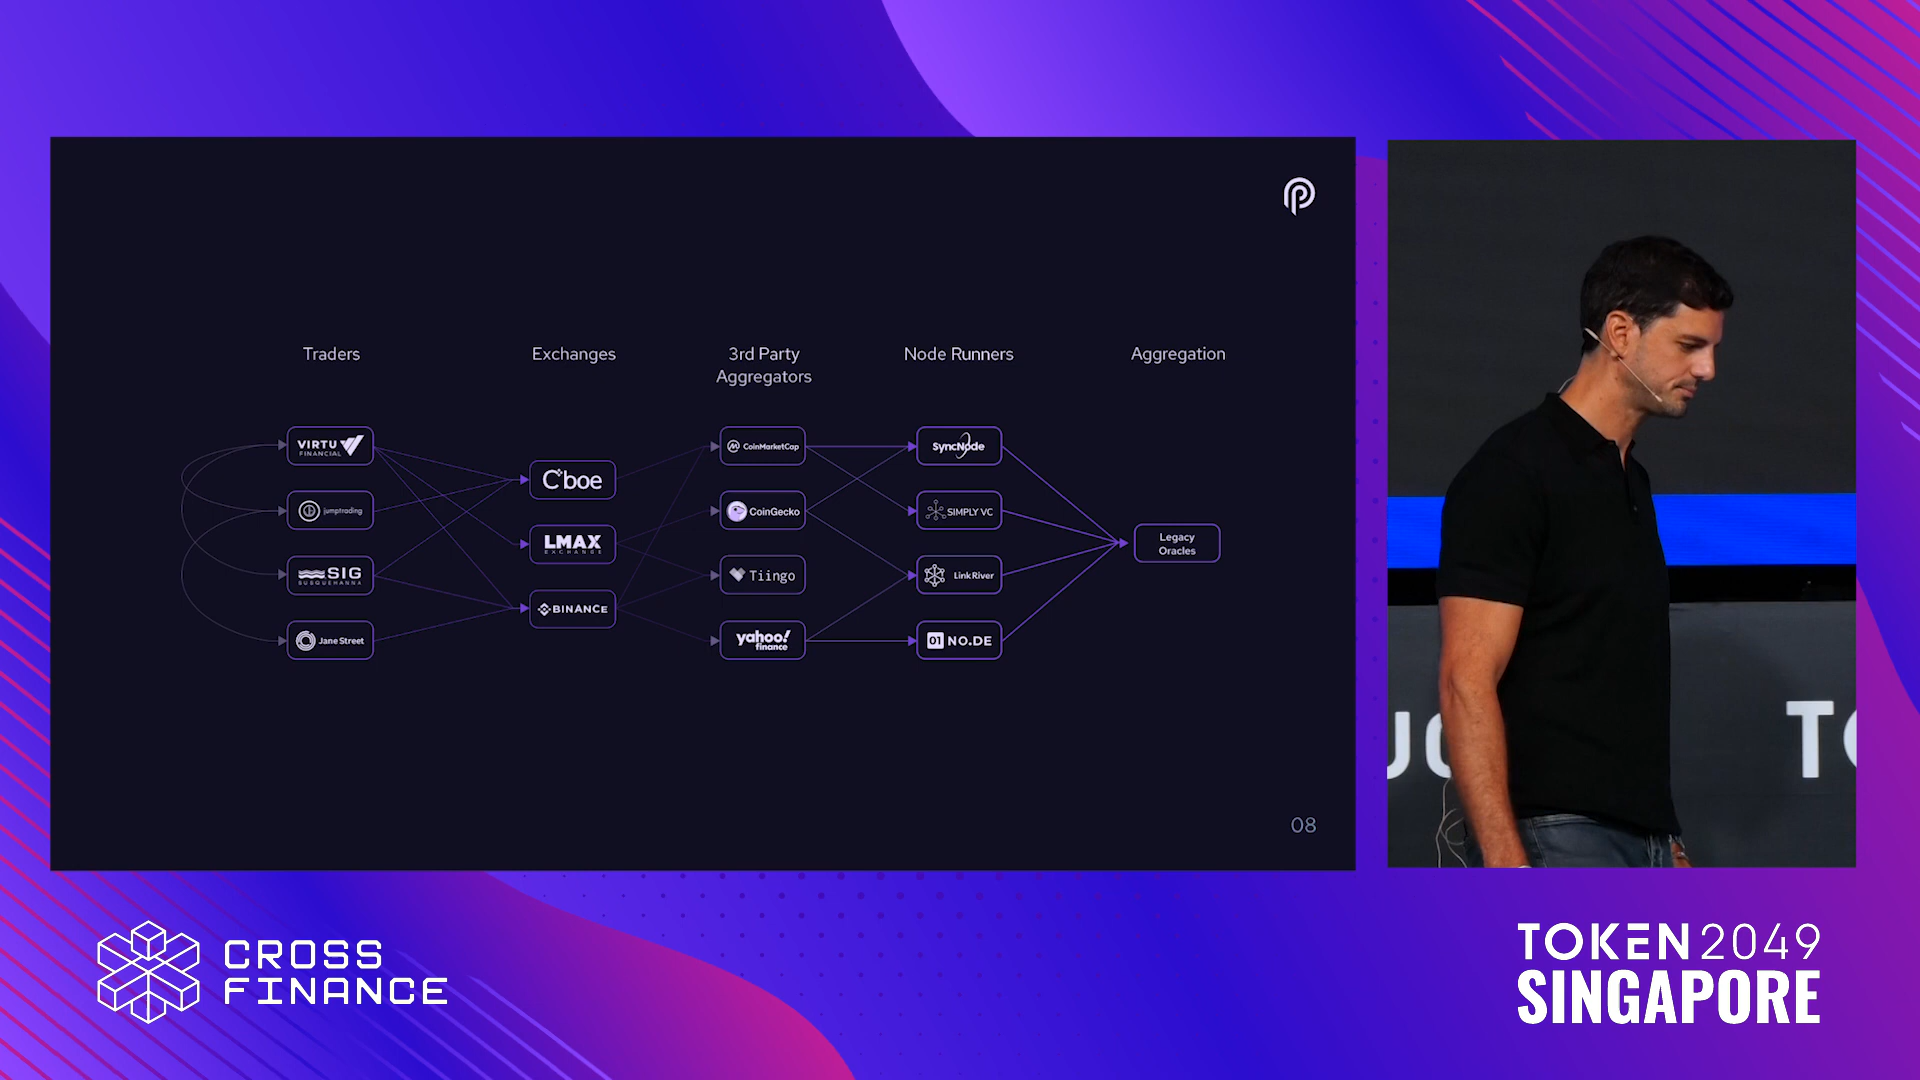 Traders
Exchanges
3rd Party
Aggregators
Node Runners
Aggregation
VIRTU
FINANCIAL
jumptrading
SIG
SUSQUEHANNA
Jane Street
Cboe
LMAX
EXCHANGE
BINANCE
CoinMarketCap
CoinGecko
Tiingo
yahoo!
finance
SyncNode
SIMPLY VC
LinkRiver
01 NO.DE
Legacy
Oracles
08
T
CROSS
FINANCE
TOKEN2049
SINGAPORE